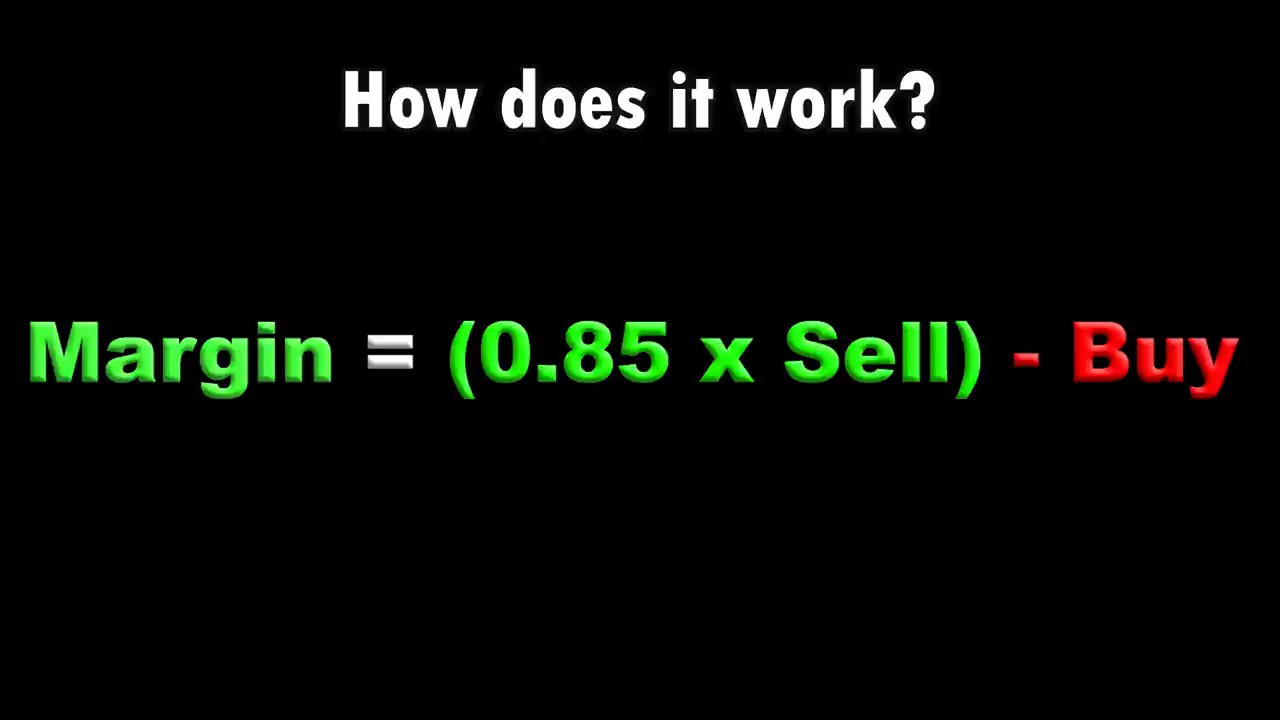 How does it work?
Margin = (0.85 x Sell) - Buy